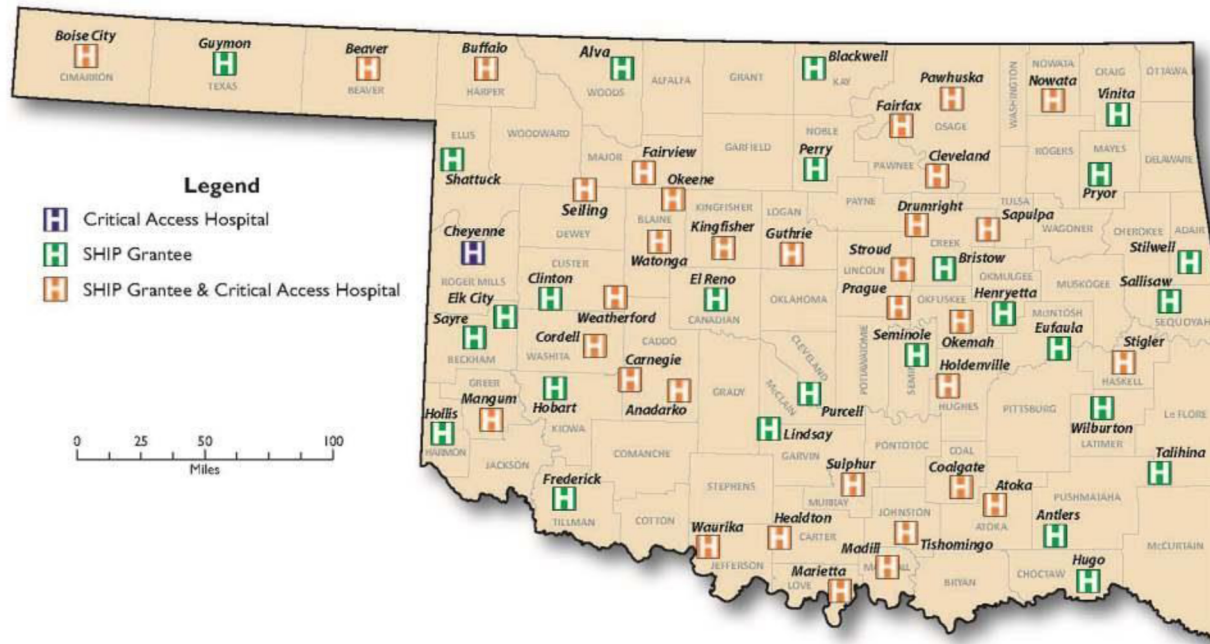 Boise City
CIMARRON
Guymon
TEXAS
Beaver
BEAVER
Buffalo
HARPER
Alva
WOODS
ALFALFA
GRANT
Blackwell
KAY
Pawhuska
OSAGE
Fairfax
WASHINGTON
NOWATA
Nowata
CRAIG
Vinita
OTTAWA
ELLIS
Shattuck
WOODWARD
MAJOR
Fairview
Okeene
GARFIELD
NOBLE
Perry
PAWNEE
Cleveland
ROGERS
MAYES
Pryor
DELAWARE
Legend
Critical Access Hospital
SHIP Grantee
SHIP Grantee & Critical Access Hospital
0 25 50 100
Miles
Seiling
DEWEY
BLAINE
Watonga
KINGFISHER
Kingfisher
LOGAN
Guthrie
PAYNE
Drumright
TULSA
Sapulpa
CREEK
WAGONER
CHEROKEE
ADAIR
Stilwell
Cheyenne
ROGER MILLS
CUSTER
Clinton
Weatherford
El Reno
CANADIAN
OKLAHOMA
Stroud
LINCOLN
Bristow
OKMULGEE
MUSKOGEE
Sallisaw
SEQUOYAH
Elk City
Sayre
BECKHAM
WASHITA
Cordell
CADDO
Carnegie
Anadarko
Prague
OKFUSKEE
Okemah
Henryetta
McINTOSH
Eufaula
Stigler
HASKELL
GREER
Mangum
Hobart
KIOWA
GRADY
CLEVELAND
McCLAIN
Purcell
POTTAWATOMIE
Seminole
Holdenville
HUGHES
PITTSBURG
Wilburton
LATIMER
Le FLORE
Hollis
HARMON
JACKSON
COMANCHE
Lindsay
GARVIN
PONTOTOC
COAL
Coalgate
Talihina
Frederick
TILLMAN
COTTON
STEPHENS
Sulphur
JOHNSTON
Atoka
ATOKA
PUSHMATAHA
Antlers
McCURTAIN
Waurika
JEFFERSON
Healdton
CARTER
Madill
Tishomingo
Marietta
LOVE
BRYAN
CHOCTAW
Hugo